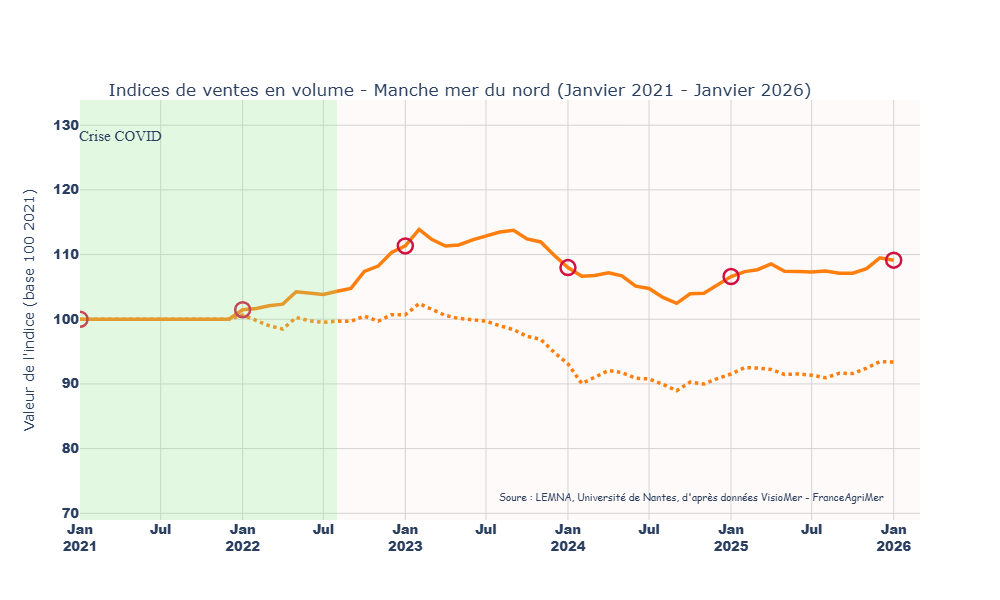 Indices de ventes en volume - Manche mer du nord (Janvier 2021 - Janvier 2026)
Valeur de l'indice (base 100 2021)
130
Crise COVID
120
110
100
90
80
70
Soure : LEMNA, Université de Nantes, d'après données VisioMer - FranceAgriMer
Jan Jul Jan Jul Jan Jul Jan Jul Jan Jul Jan
2021 2022 2023 2024 2025 2026